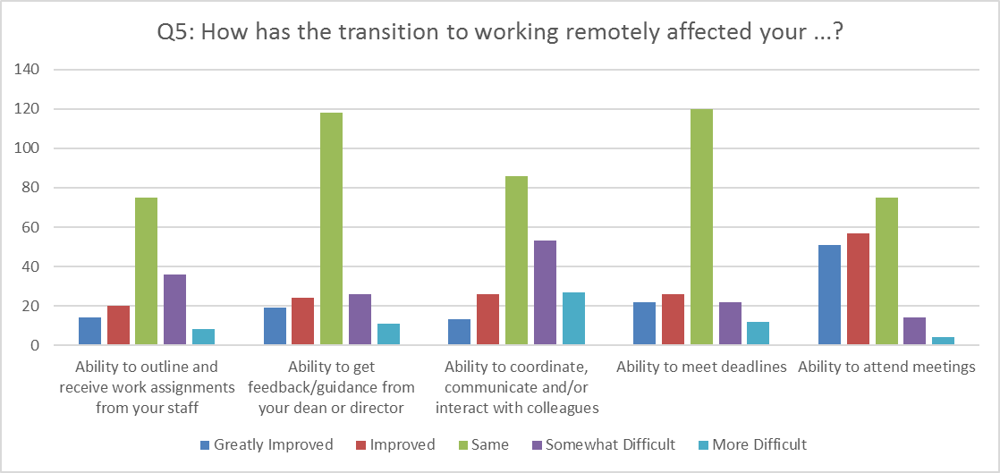 Q5: How has the transition to working remotely affected your ...?
140
120
100
80
60
40
20
0
Ability to outline and
receive work assignments
from your staff
Ability to get
feedback/guidance from
your dean or director
Ability to coordinate,
communicate and/or
interact with colleagues
Ability to meet deadlines
Ability to attend meetings
Greatly Improved
Improved
Same
Somewhat Difficult
More Difficult